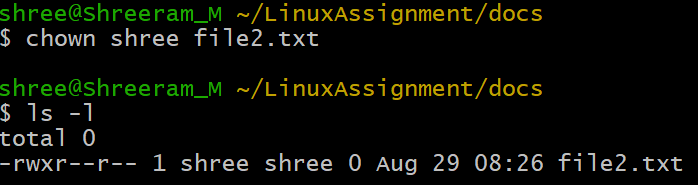 shree@Shreeram_M ~/LinuxAssignment/docs
$ chown shree file2.txt
shree@Shreeram_M ~/LinuxAssignment/docs
$ ls -l
total 0
-rwxr--r-- 1 shree shree 0 Aug 29 08:26 file2.txt